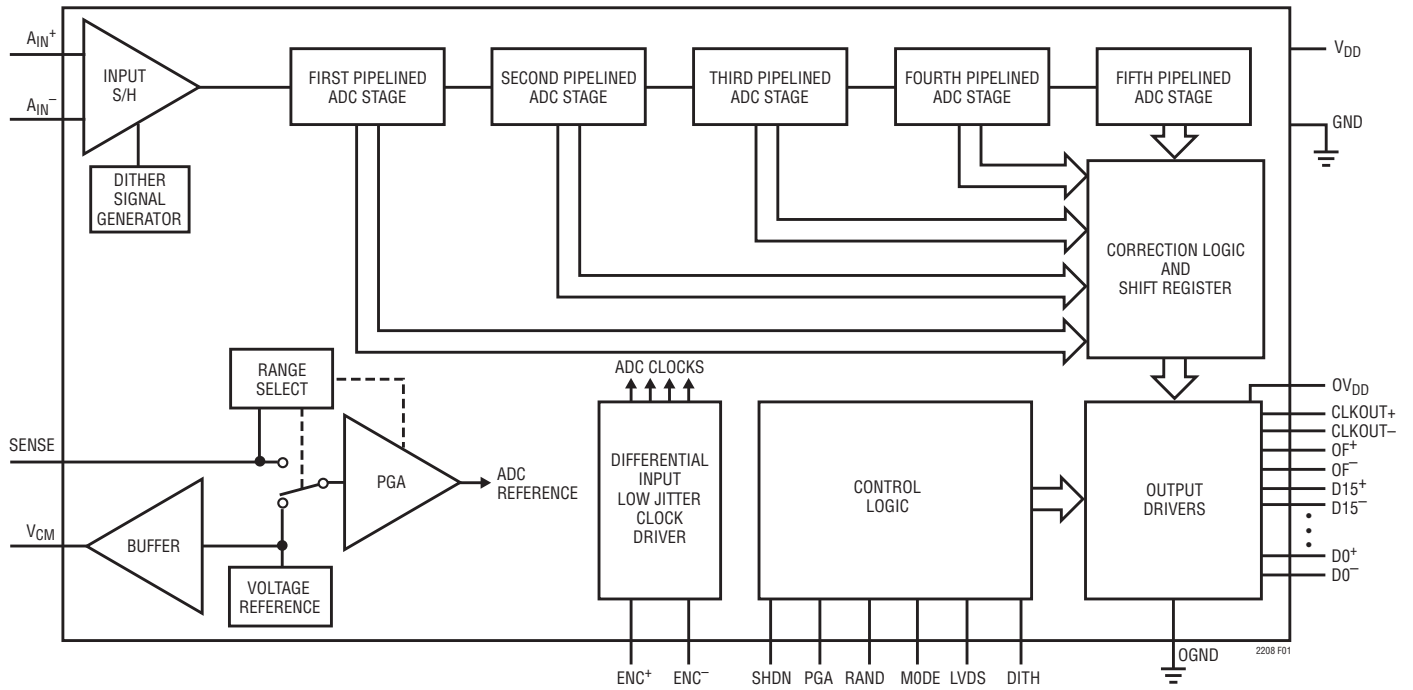 AIN+
AIN−
INPUT
S/H
DITHER
SIGNAL
GENERATOR
FIRST PIPELINED
ADC STAGE
SECOND PIPELINED
ADC STAGE
THIRD PIPELINED
ADC STAGE
FOURTH PIPELINED
ADC STAGE
FIFTH PIPELINED
ADC STAGE
VDD
GND
CORRECTION LOGIC
AND
SHIFT REGISTER
RANGE
SELECT
SENSE
PGA
ADC
REFERENCE
VCM
BUFFER
VOLTAGE
REFERENCE
ADC CLOCKS
DIFFERENTIAL
INPUT
LOW JITTER
CLOCK
DRIVER
CONTROL
LOGIC
OUTPUT
DRIVERS
OVDD
CLKOUT+
CLKOUT−
OF+
OF−
D15+
D15−
D0+
D0−
ENC+
ENC−
SHDN
PGA
RAND
MODE
LVDS
DITH
OGND
2208 F01